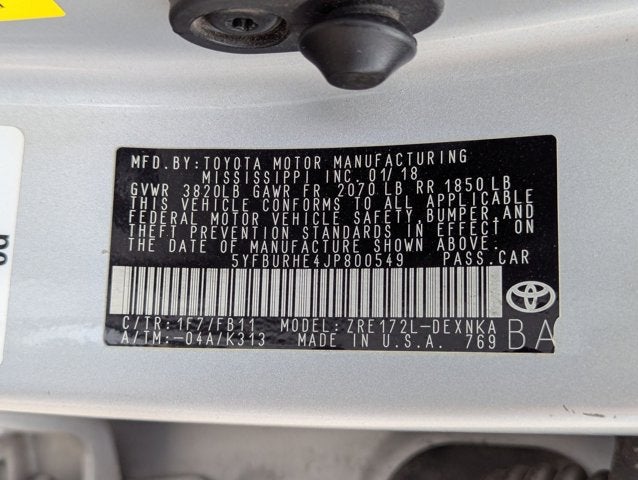 MFD. BY: TOYOTA MOTOR MANUFACTURING
MISSISSIPPI INC. 01/18
GVWR 3820LB GAWR FR 2070 LB RR 1850 LB
THIS VEHICLE CONFORMS TO ALL APPLICABLE
FEDERAL MOTOR VEHICLE SAFETY, BUMPER, AND
THEFT PREVENTION STANDARDS IN EFFECT ON
THE DATE OF MANUFACTURE SHOWN ABOVE.
5YFBURHE4JP800549 PASS. CAR
C/TR: 1F7/FB11 MODEL: ZRE172L-DEXNKA
A/TM: -04A/K313 MADE IN U.S.A. 769
BA